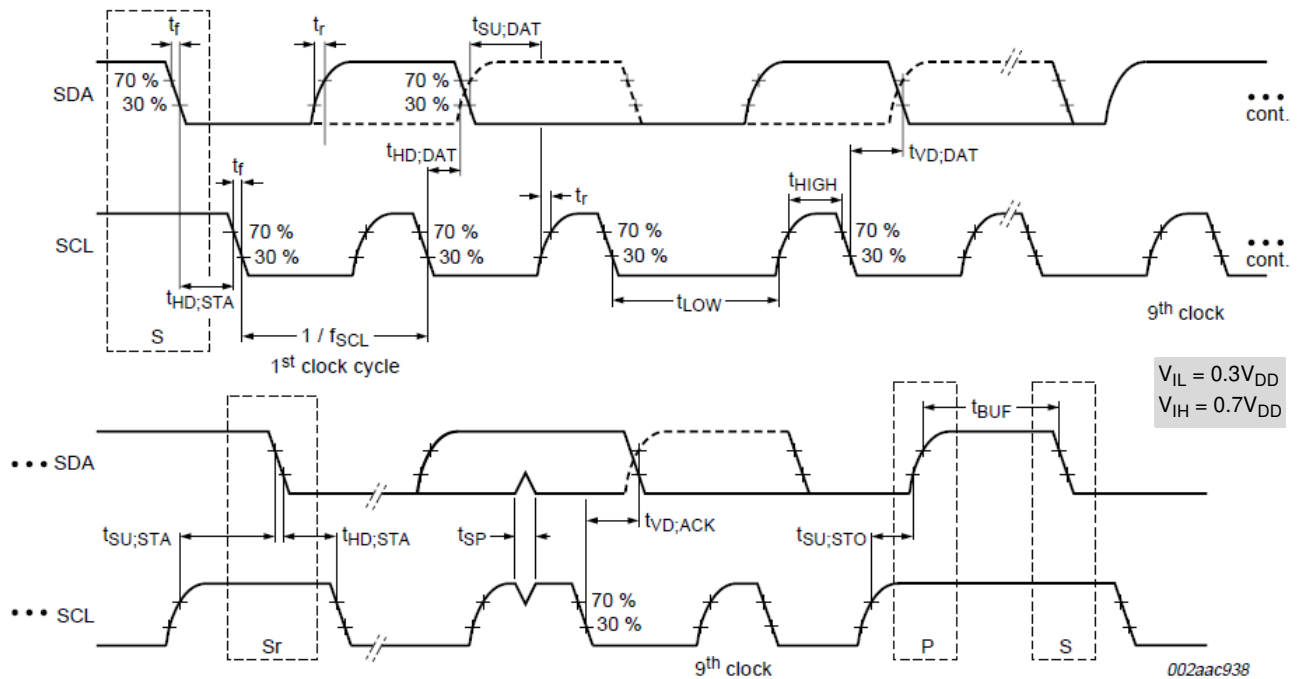 tf tr tSU;DAT
70 % 70 %
SDA 30 % 30 % ••• cont.
tHD;DAT tVD;DAT
tf tr tHIGH
70 % 70 % 70 %
SCL 30 % 30 % 30 % ••• cont.
tHD;STA tLOW
S 1 / fSCL 9th clock
1st clock cycle
VIL = 0.3VDD
VIH = 0.7VDD
tBUF
••• SDA
tSU;STA tHD;STA tSP tVD;ACK tSU;STO
70 %
••• SCL 30 %
Sr 9th clock P S
002aac938